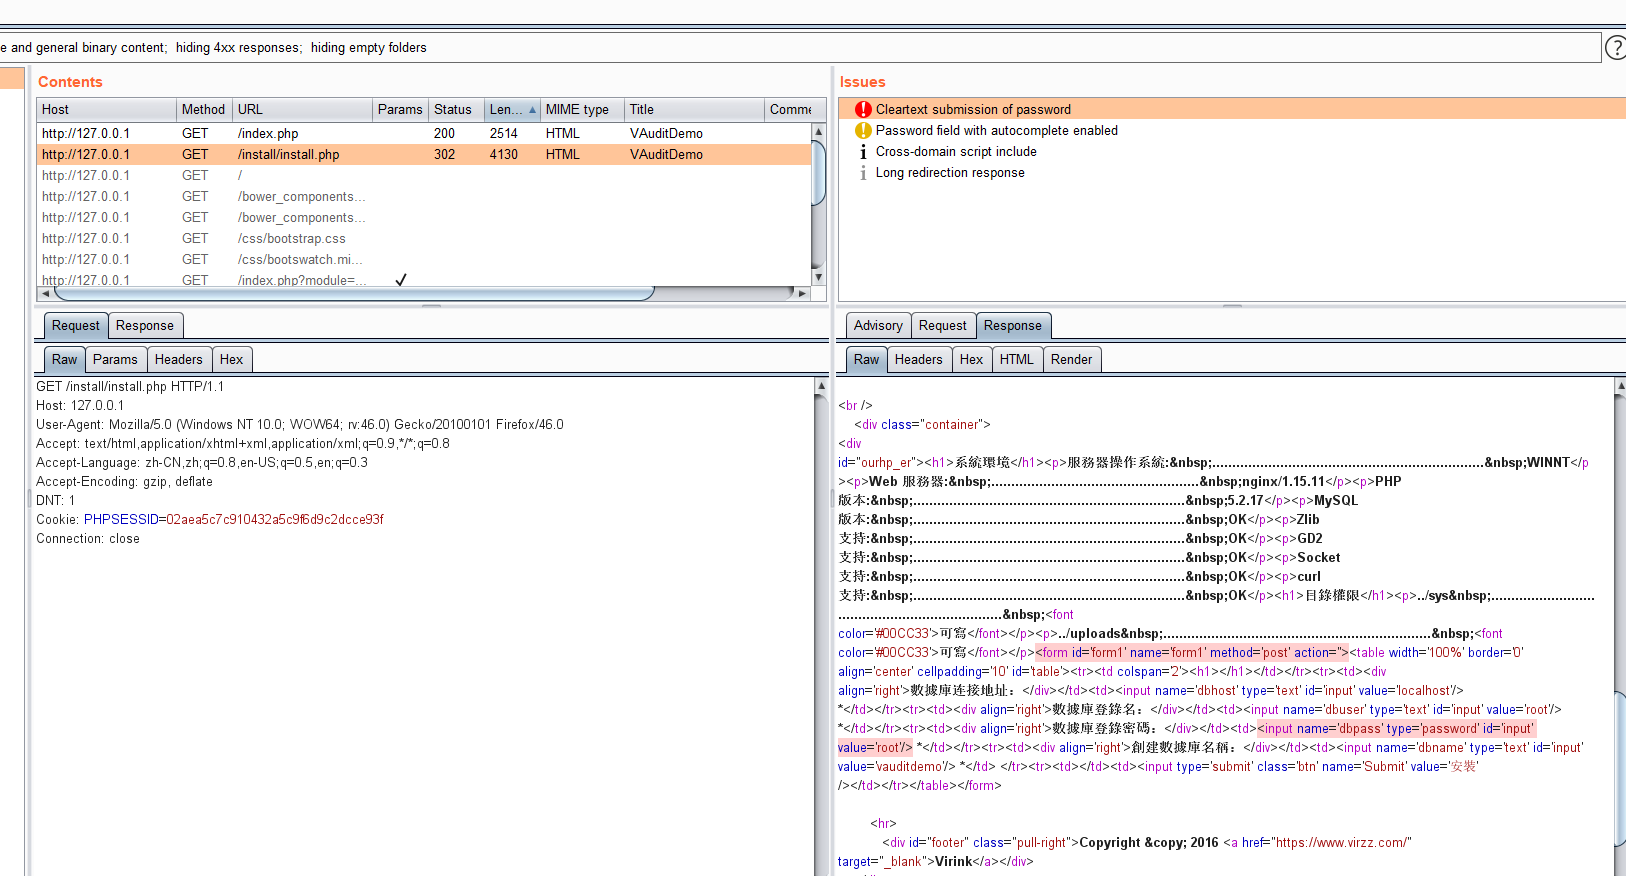 e and general binary content;  hiding 4xx responses;  hiding empty folders
?
Contents
Host Method URL Params Status Len... MIME type Title Comme
http://127.0.0.1 GET /index.php 200 2514 HTML VAuditDemo
http://127.0.0.1 GET /install/install.php 302 4130 HTML VAuditDemo
http://127.0.0.1 GET /
http://127.0.0.1 GET /bower_components...
http://127.0.0.1 GET /bower_components...
http://127.0.0.1 GET /css/bootstrap.css
http://127.0.0.1 GET /css/bootswatch.mi...
http://127.0.0.1 GET /index.php?module=...
Issues
Cleartext submission of password
Password field with autocomplete enabled
Cross-domain script include
Long redirection response
Request Response
Raw Params Headers Hex
GET /install/install.php HTTP/1.1
Host: 127.0.0.1
User-Agent: Mozilla/5.0 (Windows NT 10.0; WOW64; rv:46.0) Gecko/20100101 Firefox/46.0
Accept: text/html,application/xhtml+xml,application/xml;q=0.9,*/*;q=0.8
Accept-Language: zh-CN,zh;q=0.8,en-US;q=0.5,en;q=0.3
Accept-Encoding: gzip, deflate
DNT: 1
Cookie: PHPSESSID=02aea5c7c910432a5c9f6d9c2dcce93f
Connection: close
Advisory Request Response
Raw Headers Hex HTML Render
<br />
<div class="container">
<div
id="ourhp_er"><h1>系統環境</h1><p>服務器操作系統:&nbsp;....................................................................&nbsp;WINNT</p
><p>Web 服務器:&nbsp;....................................................&nbsp;nginx/1.15.11</p><p>PHP
版本:&nbsp;....................................................................&nbsp;5.2.17</p><p>MySQL
版本:&nbsp;....................................................................&nbsp;OK</p><p>Zlib
支持:&nbsp;....................................................................&nbsp;OK</p><p>GD2
支持:&nbsp;....................................................................&nbsp;OK</p><p>Socket
支持:&nbsp;....................................................................&nbsp;OK</p><p>curl
支持:&nbsp;....................................................................&nbsp;OK</p><h1>目錄權限</h1><p>../sys&nbsp;..........................
.........................................&nbsp;<font
color='#00CC33'>可寫</font></p><p>../uploads&nbsp;...................................................................&nbsp;<font
color='#00CC33'>可寫</font></p><form id='form1' name='form1' method='post' action=''><table width='100%' border='0'
align='center' cellpadding='10' id='table'><tr><td colspan='2'><h1></h1></td></tr><tr><td><div
align='right'>數據庫连接地址：</div></td><td><input name='dbhost' type='text' id='input' value='localhost'/>
*</td></tr><tr><td><div align='right'>數據庫登錄名：</div></td><td><input name='dbuser' type='text' id='input' value='root'/>
*</td></tr><tr><td><div align='right'>數據庫登錄密碼：</div></td><td><input name='dbpass' type='password' id='input'
value='root'/> *</td></tr><tr><td><div align='right'>創建數據庫名稱：</div></td><td><input name='dbname' type='text' id='input'
value='vauditdemo'/> *</td> </tr><tr><td></td><td><input type='submit' class='btn' name='Submit' value='安裝'
/></td></tr></table></form>
<hr>
<div id="footer" class="pull-right">Copyright &copy; 2016 <a href="https://www.virzz.com/"
target="_blank">Virink</a></div>